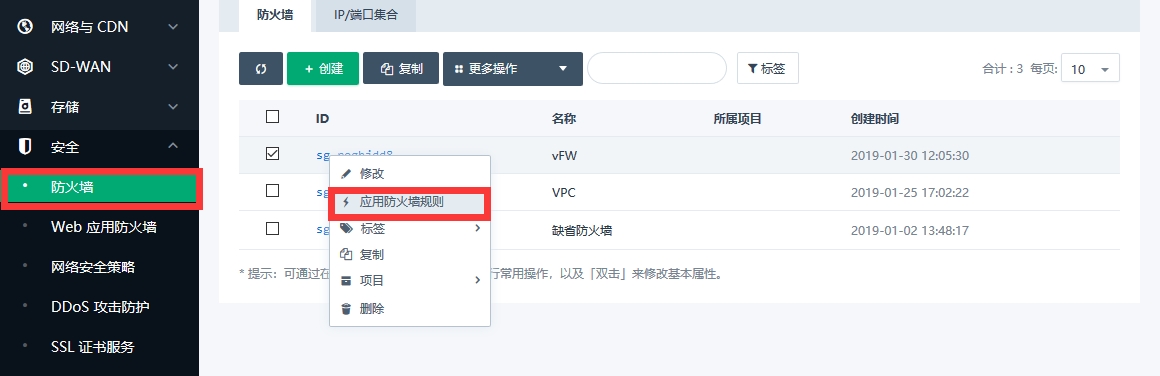 网络与 CDN
SD-WAN
存储
安全
防火墙
Web 应用防火墙
网络安全策略
DDoS 攻击防护
SSL 证书服务
防火墙 IP/端口集合
创建 复制 更多操作 标签 合计 : 3 每页: 10
ID 名称 所属项目 创建时间
vFW 2019-01-30 12:05:30
sg VPC 2019-01-25 17:02:22
sg 缺省防火墙 2019-01-02 13:48:17
修改
应用防火墙规则
标签
复制
项目
删除
* 提示：可通过在 行常用操作，以及「双击」来修改基本属性。